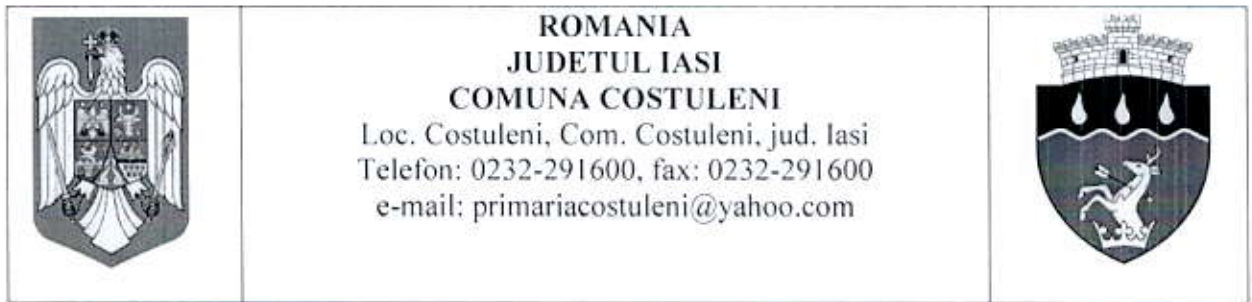 ROMANIA
JUDETUL IASI
COMUNA COSTULENI
Loc. Costuleni, Com. Costuleni, jud. Iasi
Telefon: 0232-291600, fax: 0232-291600
e-mail: primariacostuleni@yahoo.com